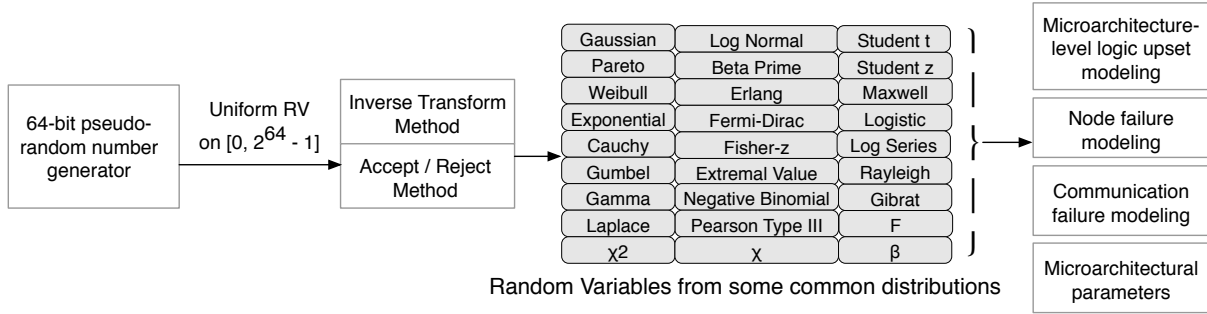 64-bit pseudo-
random number
generator
Uniform RV
on [0, 2^64 - 1]
Inverse Transform
Method
Accept / Reject
Method
Gaussian Log Normal Student t
Pareto Beta Prime Student z
Weibull Erlang Maxwell
Exponential Fermi-Dirac Logistic
Cauchy Fisher-z Log Series
Gumbel Extremal Value Rayleigh
Gamma Negative Binomial Gibrat
Laplace Pearson Type III F
χ2 χ β
Random Variables from some common distributions
Microarchitecture-
level logic upset
modeling
Node failure
modeling
Communication
failure modeling
Microarchitectural
parameters